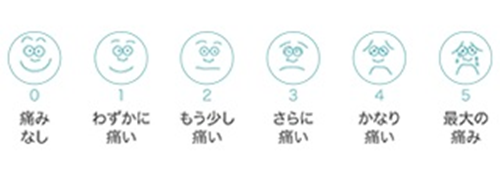 0 1 2 3 4 5
痛み わずかに もう少し さらに かなり 最大の
なし 痛い 痛い 痛い 痛い 痛み